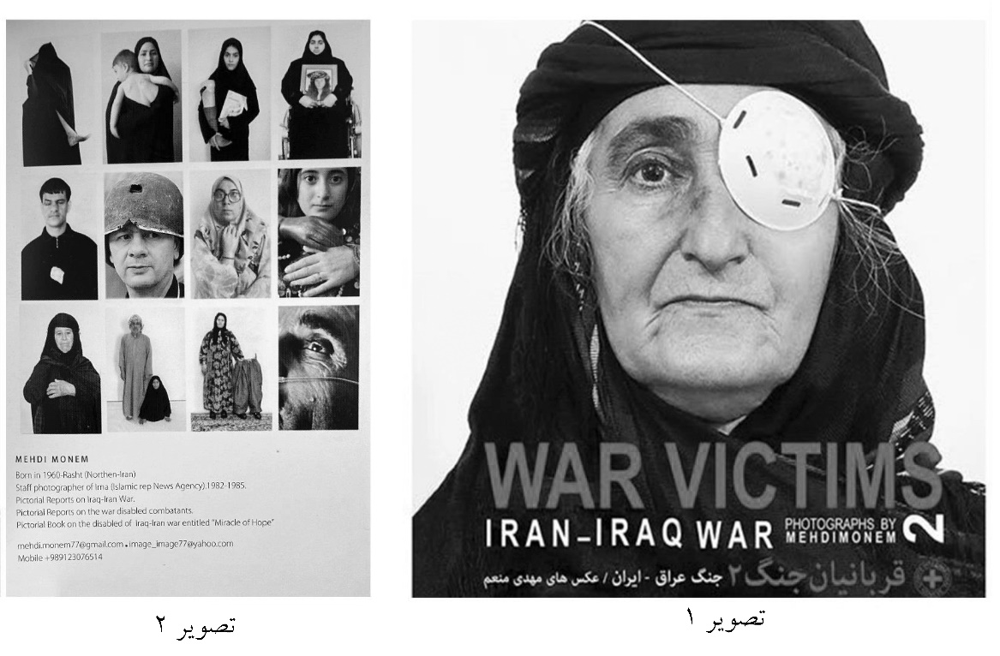 MEHDI MONEM
Born in 1960-Rasht (Northen-Iran)
Staff photographer of Irna (Islamic rep News Agency).1982-1985.
Pictorial Reports on Iraq-Iran War.
Pictorial Reports on the war disabled combatants.
Pictorial Book on the disabled of iraq-Iran war entitled "Miracle of Hope"
mehdi.monem77@gmail.com • image_image77@yahoo.com
Mobile +989123076514
تصویر ۲
WAR VICTIMS
IRAN-IRAQ WAR PHOTOGRAPHS BY MEHDIMONEM 2
قربانیان جنگ ۲ جنگ عراق - ایران / عکس های مهدی منعم
تصویر ۱